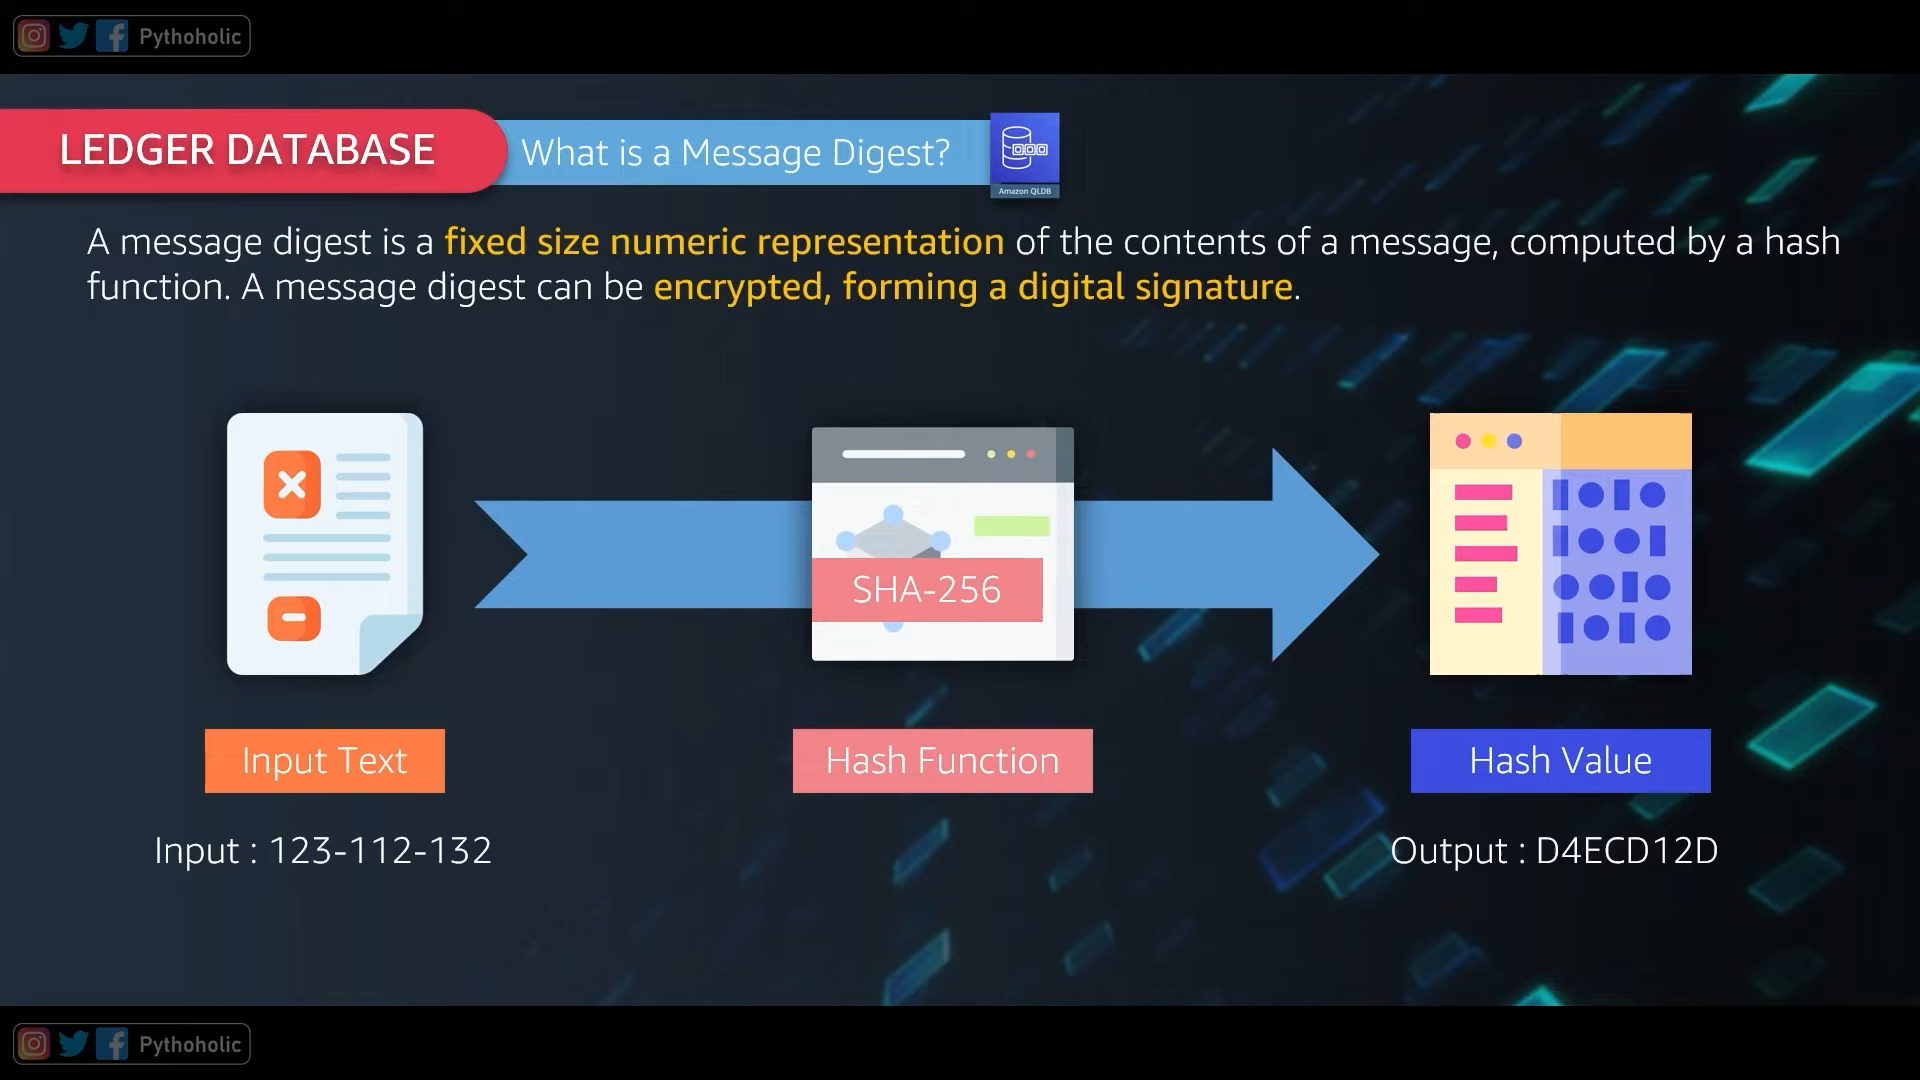 Pythoholic
LEDGER DATABASE
What is a Message Digest?
Amazon QLDB
A message digest is a fixed size numeric representation of the contents of a message, computed by a hash
function. A message digest can be encrypted, forming a digital signature.
SHA-256
Input Text
Hash Function
Hash Value
Input : 123-112-132
Output : D4ECD12D
Pythoholic